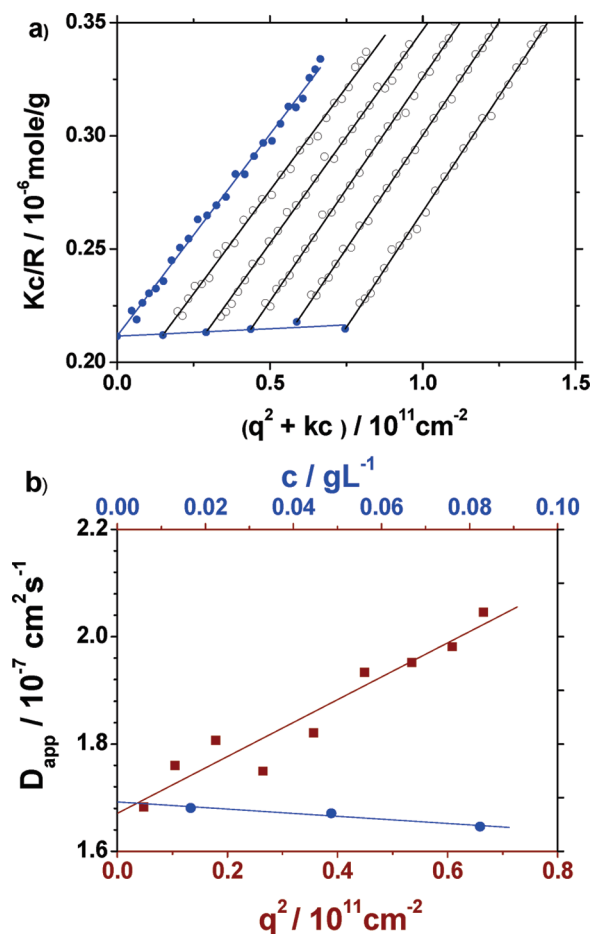 a)
0.35
0.30
0.25
0.20
Kc/R / 10⁻⁶mole/g
0.0 0.5 1.0 1.5
(q² + kc ) / 10¹¹cm⁻²
b)
c / gL⁻¹
0.00 0.02 0.04 0.06 0.08 0.10
2.2
2.0
1.8
1.6
D_app / 10⁻⁷ cm²s⁻¹
0.0 0.2 0.4 0.6 0.8
q² / 10¹¹cm⁻²